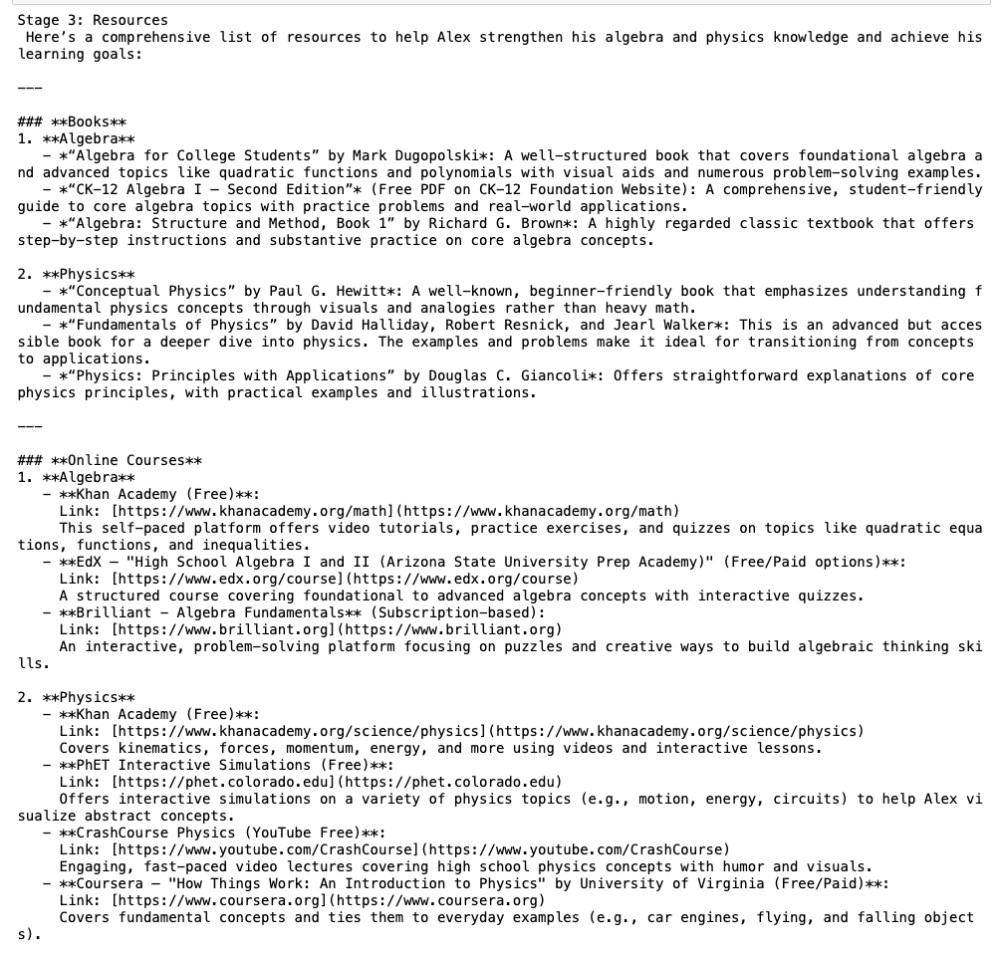 Stage 3: Resources
 Here’s a comprehensive list of resources to help Alex strengthen his algebra and physics knowledge and achieve his
learning goals:

---

### **Books**
1. **Algebra**
   - *“Algebra for College Students” by Mark Dugopolski*: A well-structured book that covers foundational algebra a
nd advanced topics like quadratic functions and polynomials with visual aids and numerous problem-solving examples.
   - *“CK-12 Algebra I – Second Edition”* (Free PDF on CK-12 Foundation Website): A comprehensive, student-friendly
guide to core algebra topics with practice problems and real-world applications.
   - *“Algebra: Structure and Method, Book 1” by Richard G. Brown*: A highly regarded classic textbook that offers
step-by-step instructions and substantive practice on core algebra concepts.

2. **Physics**
   - *“Conceptual Physics” by Paul G. Hewitt*: A well-known, beginner-friendly book that emphasizes understanding f
undamental physics concepts through visuals and analogies rather than heavy math.
   - *“Fundamentals of Physics” by David Halliday, Robert Resnick, and Jearl Walker*: This is an advanced but acces
sible book for a deeper dive into physics. The examples and problems make it ideal for transitioning from concepts
to applications.
   - *“Physics: Principles with Applications” by Douglas C. Giancoli*: Offers straightforward explanations of core
physics principles, with practical examples and illustrations.

---

### **Online Courses**
1. **Algebra**
   - **Khan Academy (Free)**:
     Link: [https://www.khanacademy.org/math](https://www.khanacademy.org/math)
     This self-paced platform offers video tutorials, practice exercises, and quizzes on topics like quadratic equa
tions, functions, and inequalities.
   - **EdX – "High School Algebra I and II (Arizona State University Prep Academy)" (Free/Paid options)**:
     Link: [https://www.edx.org/course](https://www.edx.org/course)
     A structured course covering foundational to advanced algebra concepts with interactive quizzes.
   - **Brilliant – Algebra Fundamentals** (Subscription-based):
     Link: [https://www.brilliant.org](https://www.brilliant.org)
     An interactive, problem-solving platform focusing on puzzles and creative ways to build algebraic thinking ski
lls.

2. **Physics**
   - **Khan Academy (Free)**:
     Link: [https://www.khanacademy.org/science/physics](https://www.khanacademy.org/science/physics)
     Covers kinematics, forces, momentum, energy, and more using videos and interactive lessons.
   - **PhET Interactive Simulations (Free)**:
     Link: [https://phet.colorado.edu](https://phet.colorado.edu)
     Offers interactive simulations on a variety of physics topics (e.g., motion, energy, circuits) to help Alex vi
sualize abstract concepts.
   - **CrashCourse Physics (YouTube Free)**:
     Link: [https://www.youtube.com/CrashCourse](https://www.youtube.com/CrashCourse)
     Engaging, fast-paced video lectures covering high school physics concepts with humor and visuals.
   - **Coursera – "How Things Work: An Introduction to Physics" by University of Virginia (Free/Paid)**:
     Link: [https://www.coursera.org](https://www.coursera.org)
     Covers fundamental concepts and ties them to everyday examples (e.g., car engines, flying, and falling object
s).